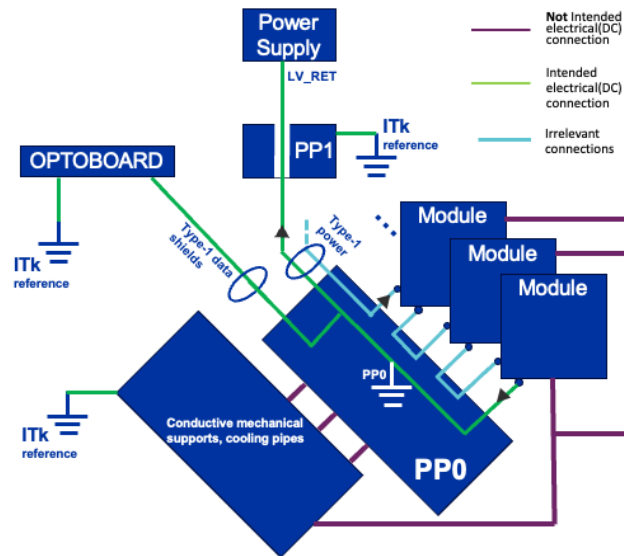 Power
Supply
LV_RET
PP1
ITk
reference
OPTOBOARD
ITk
reference
Type-1 data
shields
Type-1
power
Module
Module
Module
PP0
PP0
ITk
reference
Conductive mechanical
supports, cooling pipes
Not Intended
electrical(DC)
connection
Intended
electrical(DC)
connection
Irrelevant
connections